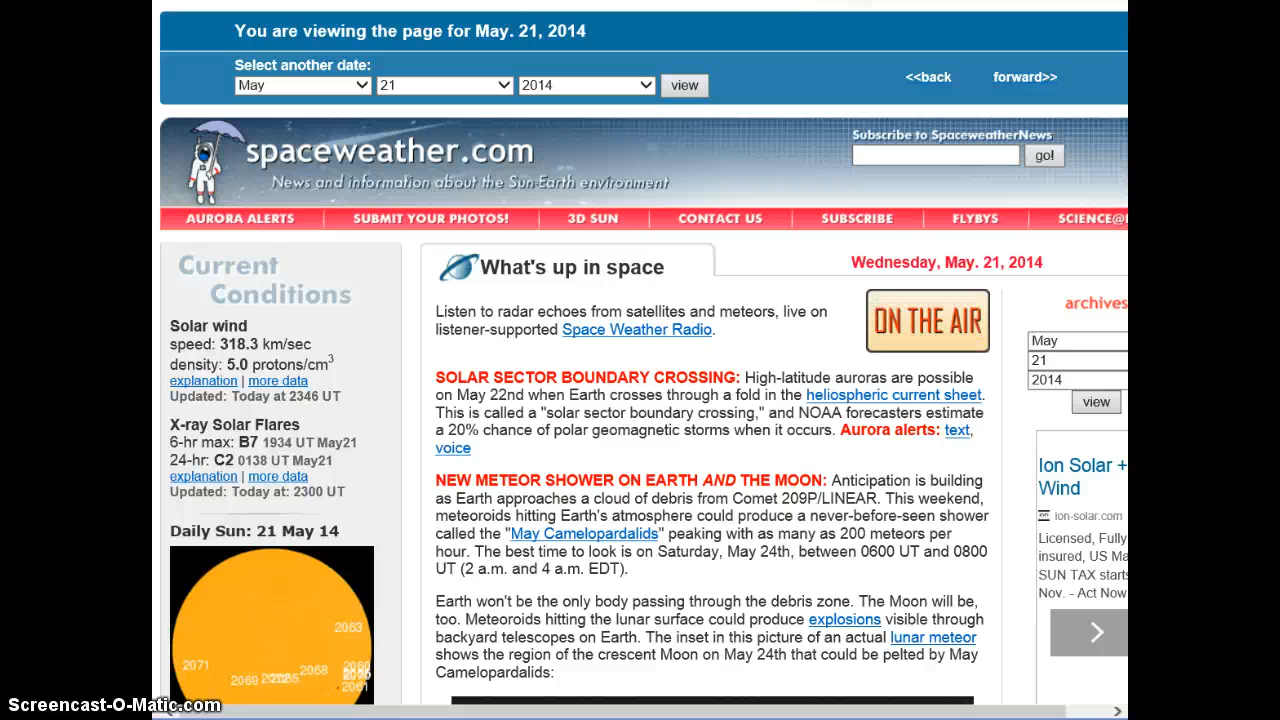 You are viewing the page for May. 21, 2014
Select another date:
May 21 2014 view
<<back forward>>
spaceweather.com
News and information about the Sun-Earth environment
Subscribe to SpaceweatherNews
go!
AURORA ALERTS SUBMIT YOUR PHOTOS! 3D SUN CONTACT US SUBSCRIBE FLYBYS SCIENCE@
Current
Conditions
Solar wind
speed: 318.3 km/sec
density: 5.0 protons/cm3
explanation | more data
Updated: Today at 2346 UT
X-ray Solar Flares
6-hr max: B7 1934 UT May21
24-hr: C2 0138 UT May21
explanation | more data
Updated: Today at: 2300 UT
Daily Sun: 21 May 14
2063
2071
2068
2069
2061
What's up in space
Wednesday, May. 21, 2014
Listen to radar echoes from satellites and meteors, live on
listener-supported Space Weather Radio.
ON THE AIR
SOLAR SECTOR BOUNDARY CROSSING: High-latitude auroras are possible
on May 22nd when Earth crosses through a fold in the heliospheric current sheet.
This is called a "solar sector boundary crossing," and NOAA forecasters estimate
a 20% chance of polar geomagnetic storms when it occurs. Aurora alerts: text,
voice
NEW METEOR SHOWER ON EARTH AND THE MOON: Anticipation is building
as Earth approaches a cloud of debris from Comet 209P/LINEAR. This weekend,
meteoroids hitting Earth's atmosphere could produce a never-before-seen shower
called the "May Camelopardalids" peaking with as many as 200 meteors per
hour. The best time to look is on Saturday, May 24th, between 0600 UT and 0800
UT (2 a.m. and 4 a.m. EDT).
Earth won't be the only body passing through the debris zone. The Moon will be,
too. Meteoroids hitting the lunar surface could produce explosions visible through
backyard telescopes on Earth. The inset in this picture of an actual lunar meteor
shows the region of the crescent Moon on May 24th that could be pelted by May
Camelopardalids:
archives
May
21
2014
view
Ion Solar +
Wind
ion-solar.com
Licensed, Fully
insured, US Ma
SUN TAX starts
Nov. - Act Now
Screencast-O-Matic.com